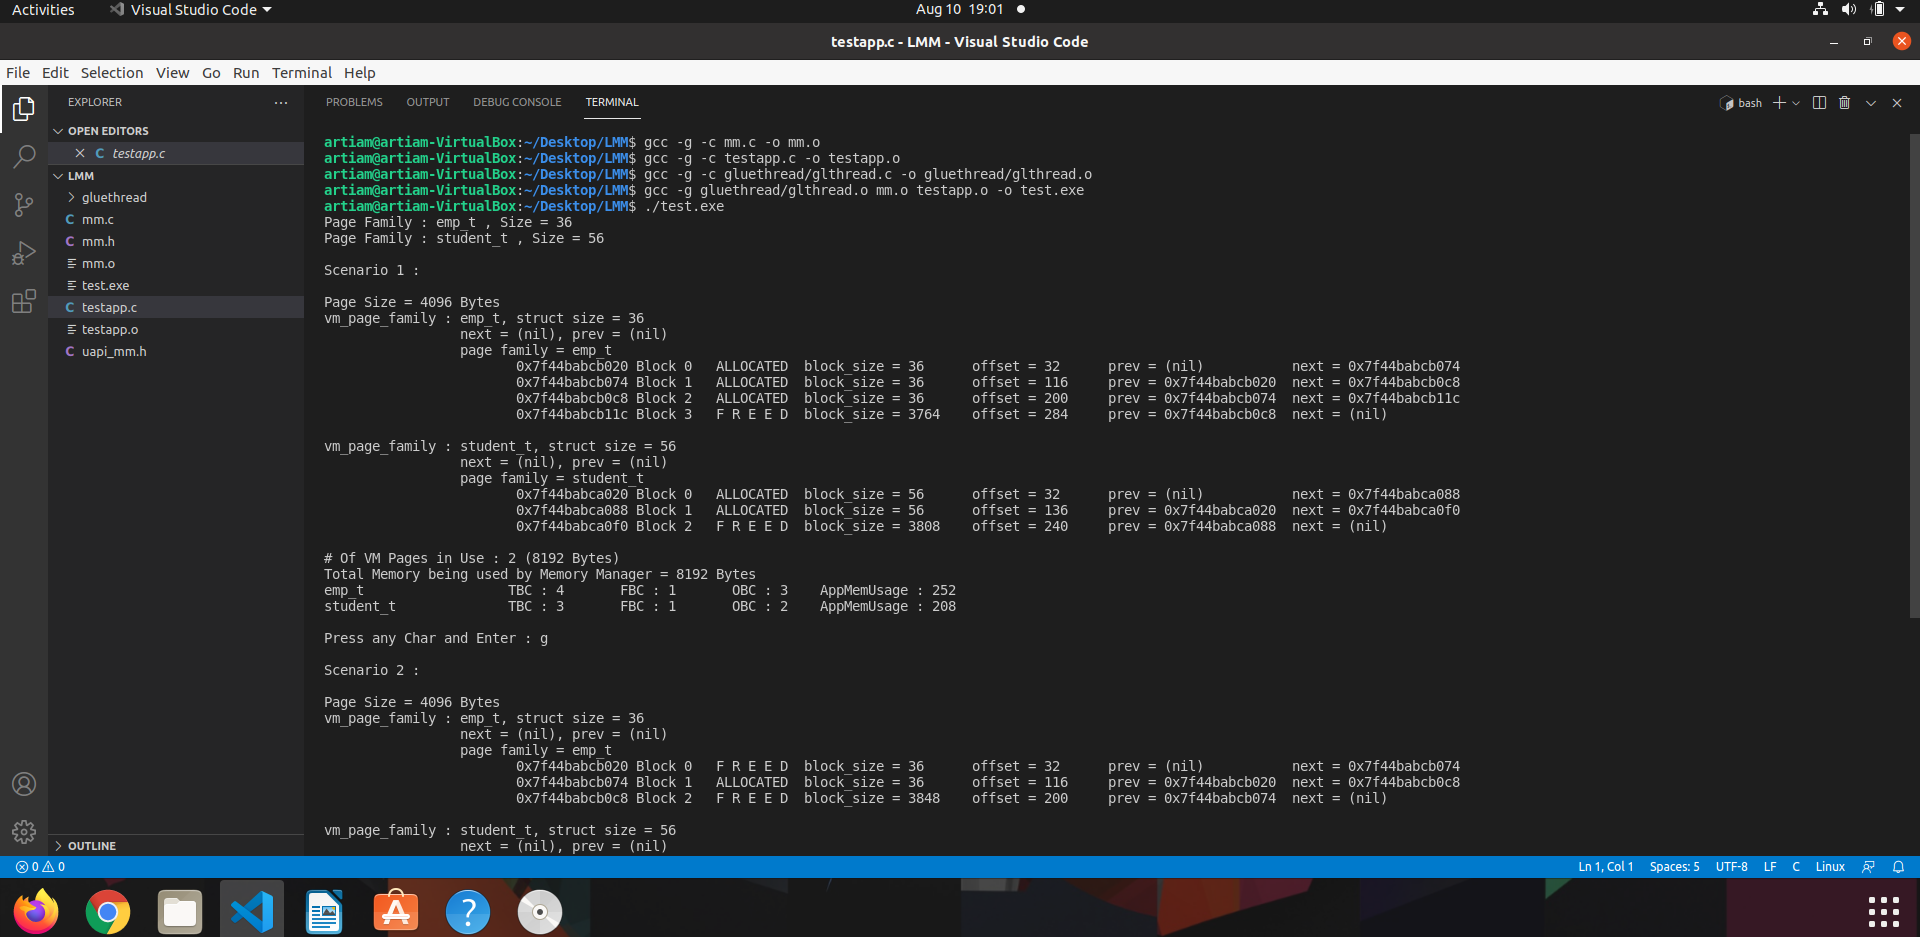 Activities Visual Studio Code Aug 10 19:01
testapp.c - LMM - Visual Studio Code
File Edit Selection View Go Run Terminal Help
EXPLORER
OPEN EDITORS
C testapp.c
LMM
gluethread
C mm.c
C mm.h
mm.o
test.exe
C testapp.c
testapp.o
C uapi_mm.h
OUTLINE
PROBLEMS OUTPUT DEBUG CONSOLE TERMINAL bash
artiam@artiam-VirtualBox:~/Desktop/LMM$ gcc -g -c mm.c -o mm.o
artiam@artiam-VirtualBox:~/Desktop/LMM$ gcc -g -c testapp.c -o testapp.o
artiam@artiam-VirtualBox:~/Desktop/LMM$ gcc -g -c gluethread/glthread.c -o gluethread/glthread.o
artiam@artiam-VirtualBox:~/Desktop/LMM$ gcc -g gluethread/glthread.o mm.o testapp.o -o test.exe
artiam@artiam-VirtualBox:~/Desktop/LMM$ ./test.exe
Page Family : emp_t , Size = 36
Page Family : student_t , Size = 56
Scenario 1 :
Page Size = 4096 Bytes
vm_page_family : emp_t, struct size = 36
next = (nil), prev = (nil)
page family = emp_t
0x7f44babcb020 Block 0 ALLOCATED block_size = 36 offset = 32 prev = (nil) next = 0x7f44babcb074
0x7f44babcb074 Block 1 ALLOCATED block_size = 36 offset = 116 prev = 0x7f44babcb020 next = 0x7f44babcb0c8
0x7f44babcb0c8 Block 2 ALLOCATED block_size = 36 offset = 200 prev = 0x7f44babcb074 next = 0x7f44babcb11c
0x7f44babcb11c Block 3 F R E E D block_size = 3764 offset = 284 prev = 0x7f44babcb0c8 next = (nil)
vm_page_family : student_t, struct size = 56
next = (nil), prev = (nil)
page family = student_t
0x7f44babca020 Block 0 ALLOCATED block_size = 56 offset = 32 prev = (nil) next = 0x7f44babca088
0x7f44babca088 Block 1 ALLOCATED block_size = 56 offset = 136 prev = 0x7f44babca020 next = 0x7f44babca0f0
0x7f44babca0f0 Block 2 F R E E D block_size = 3808 offset = 240 prev = 0x7f44babca088 next = (nil)
# Of VM Pages in Use : 2 (8192 Bytes)
Total Memory being used by Memory Manager = 8192 Bytes
emp_t TBC : 4 FBC : 1 OBC : 3 AppMemUsage : 252
student_t TBC : 3 FBC : 1 OBC : 2 AppMemUsage : 208
Press any Char and Enter : g
Scenario 2 :
Page Size = 4096 Bytes
vm_page_family : emp_t, struct size = 36
next = (nil), prev = (nil)
page family = emp_t
0x7f44babcb020 Block 0 F R E E D block_size = 36 offset = 32 prev = (nil) next = 0x7f44babcb074
0x7f44babcb074 Block 1 ALLOCATED block_size = 36 offset = 116 prev = 0x7f44babcb020 next = 0x7f44babcb0c8
0x7f44babcb0c8 Block 2 F R E E D block_size = 3848 offset = 200 prev = 0x7f44babcb074 next = (nil)
vm_page_family : student_t, struct size = 56
next = (nil), prev = (nil)
0 0 Ln 1, Col 1 Spaces: 5 UTF-8 LF C Linux